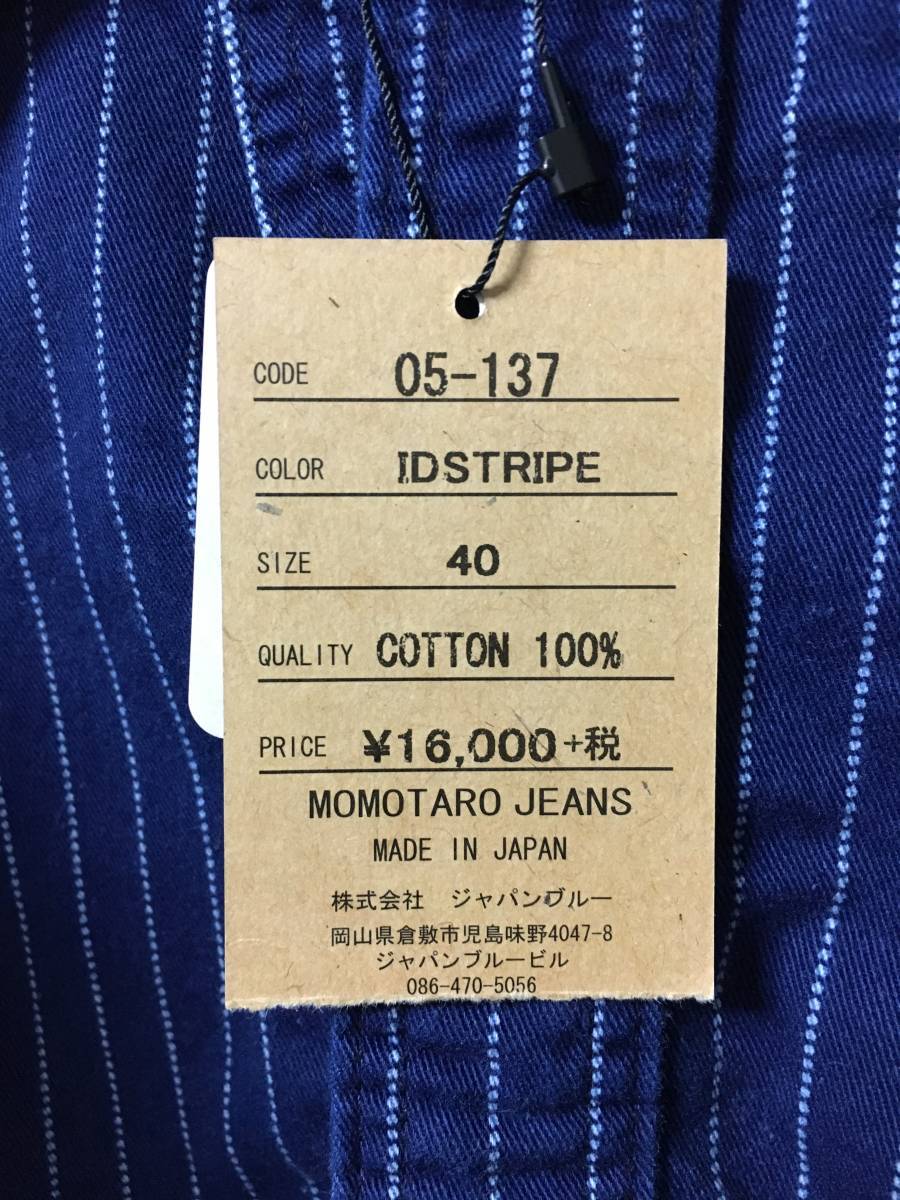 CODE 05-137
COLOR IDSTRIPE
SIZE 40
QUALITY COTTON 100%
PRICE ¥16,000+税
MOMOTARO JEANS
MADE IN JAPAN
株式会社 ジャパンブルー
岡山県倉敷市児島味野4047-8
ジャパンブルービル
086-470-5056